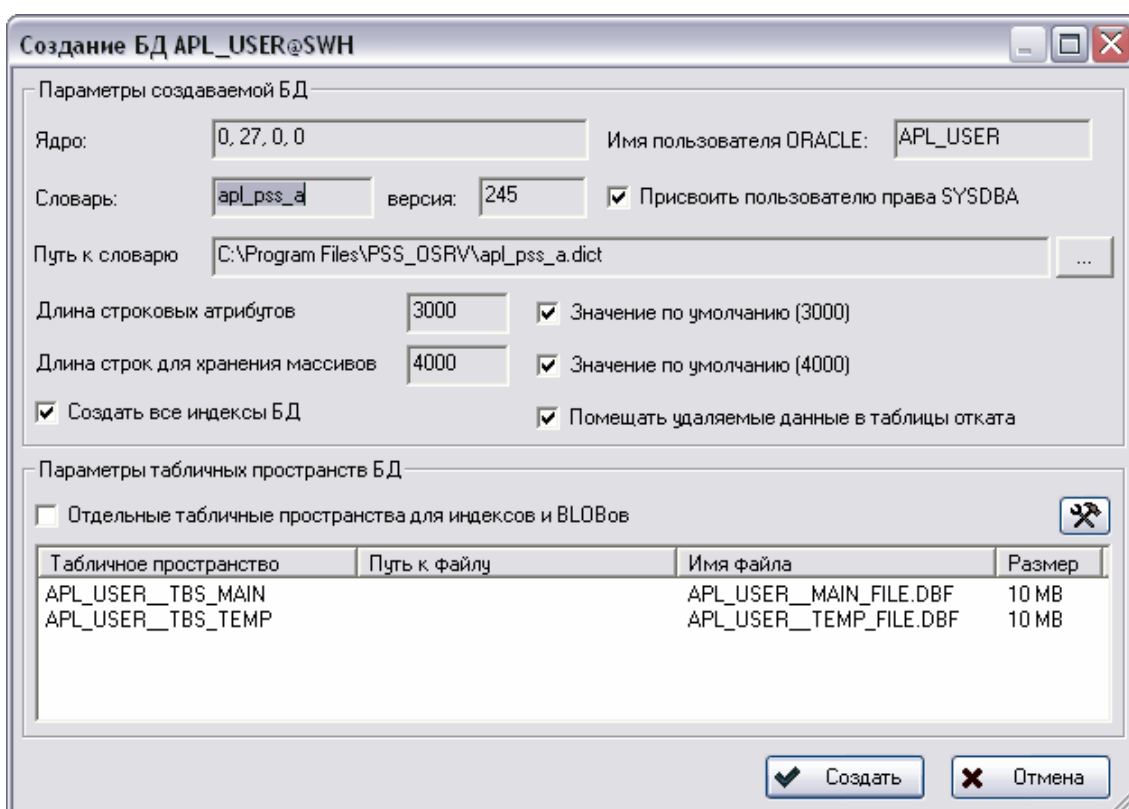 Создание БД APL_USER@SWH
Параметры создаваемой БД
Ядро: 0, 27, 0, 0 Имя пользователя ORACLE: APL_USER
Словарь: apl_pss_a версия: 245 Присвоить пользователю права SYSDBA
Путь к словарю C:\Program Files\PSS_OSRV\apl_pss_a.dict ...
Длина строковых атрибутов 3000 Значение по умолчанию (3000)
Длина строк для хранения массивов 4000 Значение по умолчанию (4000)
Создать все индексы БД Помещать удаляемые данные в таблицы отката
Параметры табличных пространств БД
Отдельные табличные пространства для индексов и BLOBов
Табличное пространство Путь к файлу Имя файла Размер
APL_USER__TBS_MAIN APL_USER__MAIN_FILE.DBF 10 MB
APL_USER__TBS_TEMP APL_USER__TEMP_FILE.DBF 10 MB
Создать Отмена